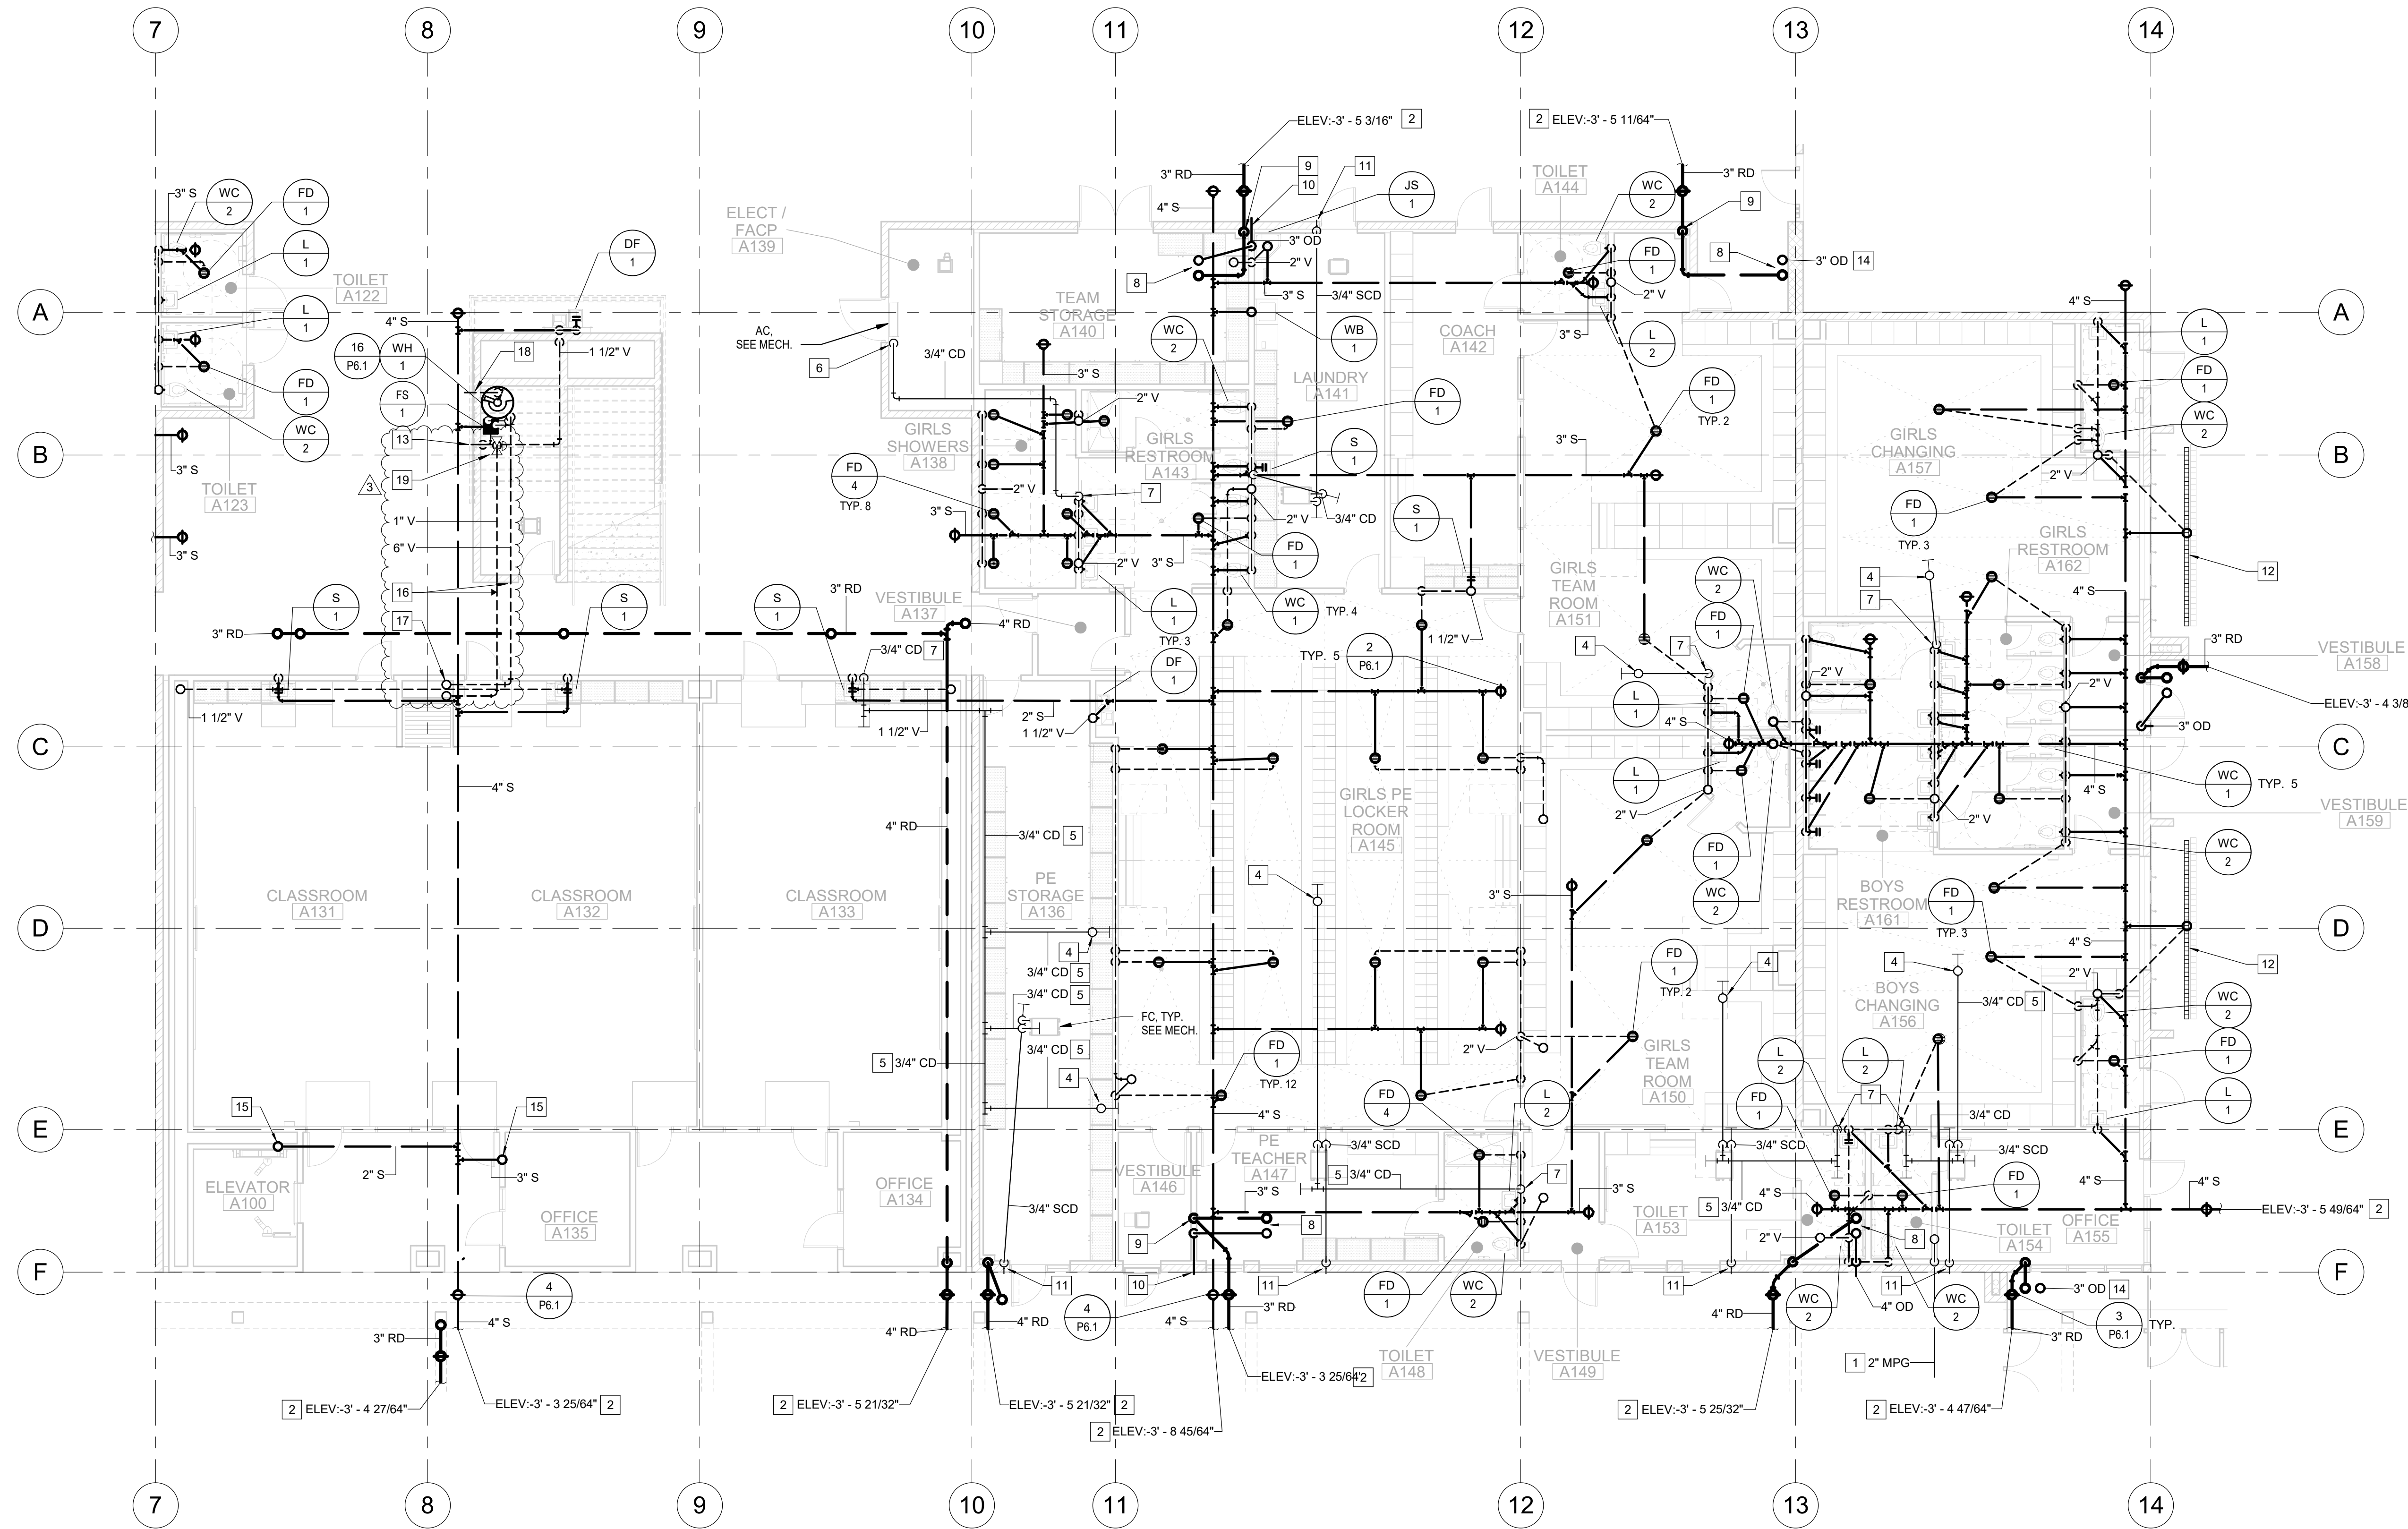 7 8 9 10 11 12 13 14
ELEV:-3' - 5 3/16" 2
2 ELEV:-3' - 5 11/64"
3" RD
9
10
11
JS
1
4" S
TOILET
A144
WC
2
3" RD
9
3" S
WC
2
FD
1
ELECT /
FACP
A139
DF
1
3" OD
2" V
8
FD
1
8
3" OD 14
L
1
TOILET
A122
3" S
3/4" SCD
2" V
4" S
A
4" S
L
1
TEAM
STORAGE
A140
WC
2
WB
1
COACH
A142
3" S
L
2
L
1
A
AC,
SEE MECH.
16
P6.1
WH
1
18
1 1/2" V
6
3/4" CD
3" S
LAUNDRY
A141
FD
1
TYP. 2
FD
1
FD
1
WC
2
FS
1
2" V
FD
1
GIRLS
CHANGING
A157
WC
2
B
3" S
13
GIRLS
SHOWERS
A138
GIRLS
RESTROOM
A143
S
1
3" S
2" V
B
TOILET
A123
3
19
FD
4
TYP. 8
2" V
7
2" V
3/4" CD
S
1
FD
1
TYP. 3
GIRLS
RESTROOM
A162
1" V
6" V
3" S
3" S
2" V
3" S
FD
1
GIRLS
TEAM
ROOM
A151
WC
2
4
7
12
16
S
1
S
1
S
1
3" RD
VESTIBULE
A137
L
1
TYP. 3
WC
1
TYP. 4
FD
1
4" S
17
3" RD
4" RD
1 1/2" V
3" RD
VESTIBULE
A158
3/4" CD 7
DF
1
TYP. 5
2
P6.1
4
7
2" V
2" V
1 1/2" V
1 1/2" V
2" S
1 1/2" V
L
1
4" S
3" OD
ELEV:-3' - 4 3/8
C
4" S
L
1
4" S
WC
1
TYP. 5
C
4" RD
3/4" CD 5
GIRLS PE
LOCKER
ROOM
A145
2" V
2" V
VESTIBULE
A159
FD
1
WC
2
BOYS
RESTROOM
A161
WC
2
CLASSROOM
A131
CLASSROOM
A132
CLASSROOM
A133
PE
STORAGE
A136
4
3" S
FD
1
TYP. 3
D
4
3/4" CD 5
3/4" CD 5
FD
1
TYP. 2
4
4
4" S
2" V
12
D
FC, TYP.
SEE MECH.
BOYS
CHANGING
A156
3/4" CD 5
WC
2
5 3/4" CD
3/4" CD 5
4
FD
1
TYP. 12
2" V
GIRLS
TEAM
ROOM
A150
L
2
L
2
FD
1
15
15
4" S
FD
4
L
2
FD
1
7
3/4" CD
L
1
E
2" S
3" S
PE
TEACHER
A147
3/4" SCD
3/4" SCD
3/4" SCD
E
ELEVATOR
A100
OFFICE
A135
OFFICE
A134
3/4" SCD
VESTIBULE
A146
3" S
5 3/4" CD
7
3" S
4" S
FD
1
4" S
4" S
9
8
TOILET
A153
5 3/4" CD
2" V
8
TOILET
A154
OFFICE
A155
ELEV:-3' - 5 49/64" 2
F
4
P6.1
11
10
11
4
P6.1
FD
1
WC
2
11
WC
2
4" OD
11
WC
2
3" OD 14
F
3" RD
4" S
4" RD
4" RD
4" S
3" RD
4" RD
3" RD
3
P6.1
TYP.
TOILET
A148
VESTIBULE
A149
1 2" MPG
2 ELEV:-3' - 4 27/64"
ELEV:-3' - 3 25/64" 2
2 ELEV:-3' - 5 21/32"
ELEV:-3' - 5 21/32" 2
ELEV:-3' - 3 25/64" 2
2 ELEV:-3' - 5 25/32"
2 ELEV:-3' - 4 47/64"
2 ELEV:-3' - 8 45/64"
7 8 9 10 11 12 13 14